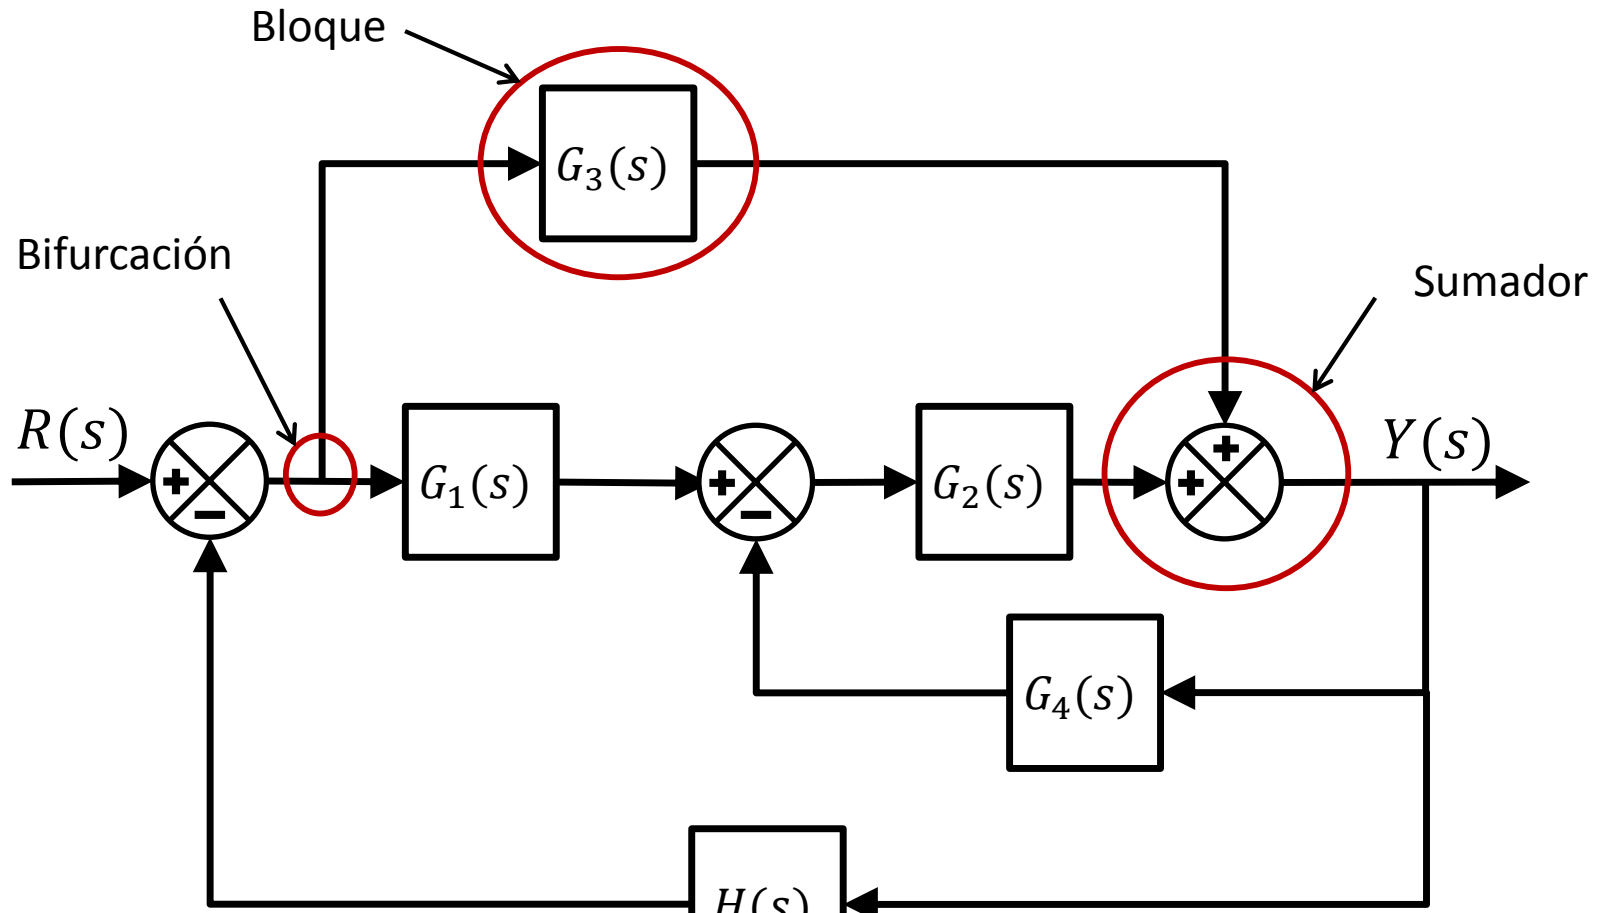 Bloque
G₃(s)
Bifurcación
Sumador
R(s)
Y(s)
G₁(s)
G₂(s)
G₄(s)
H(s)